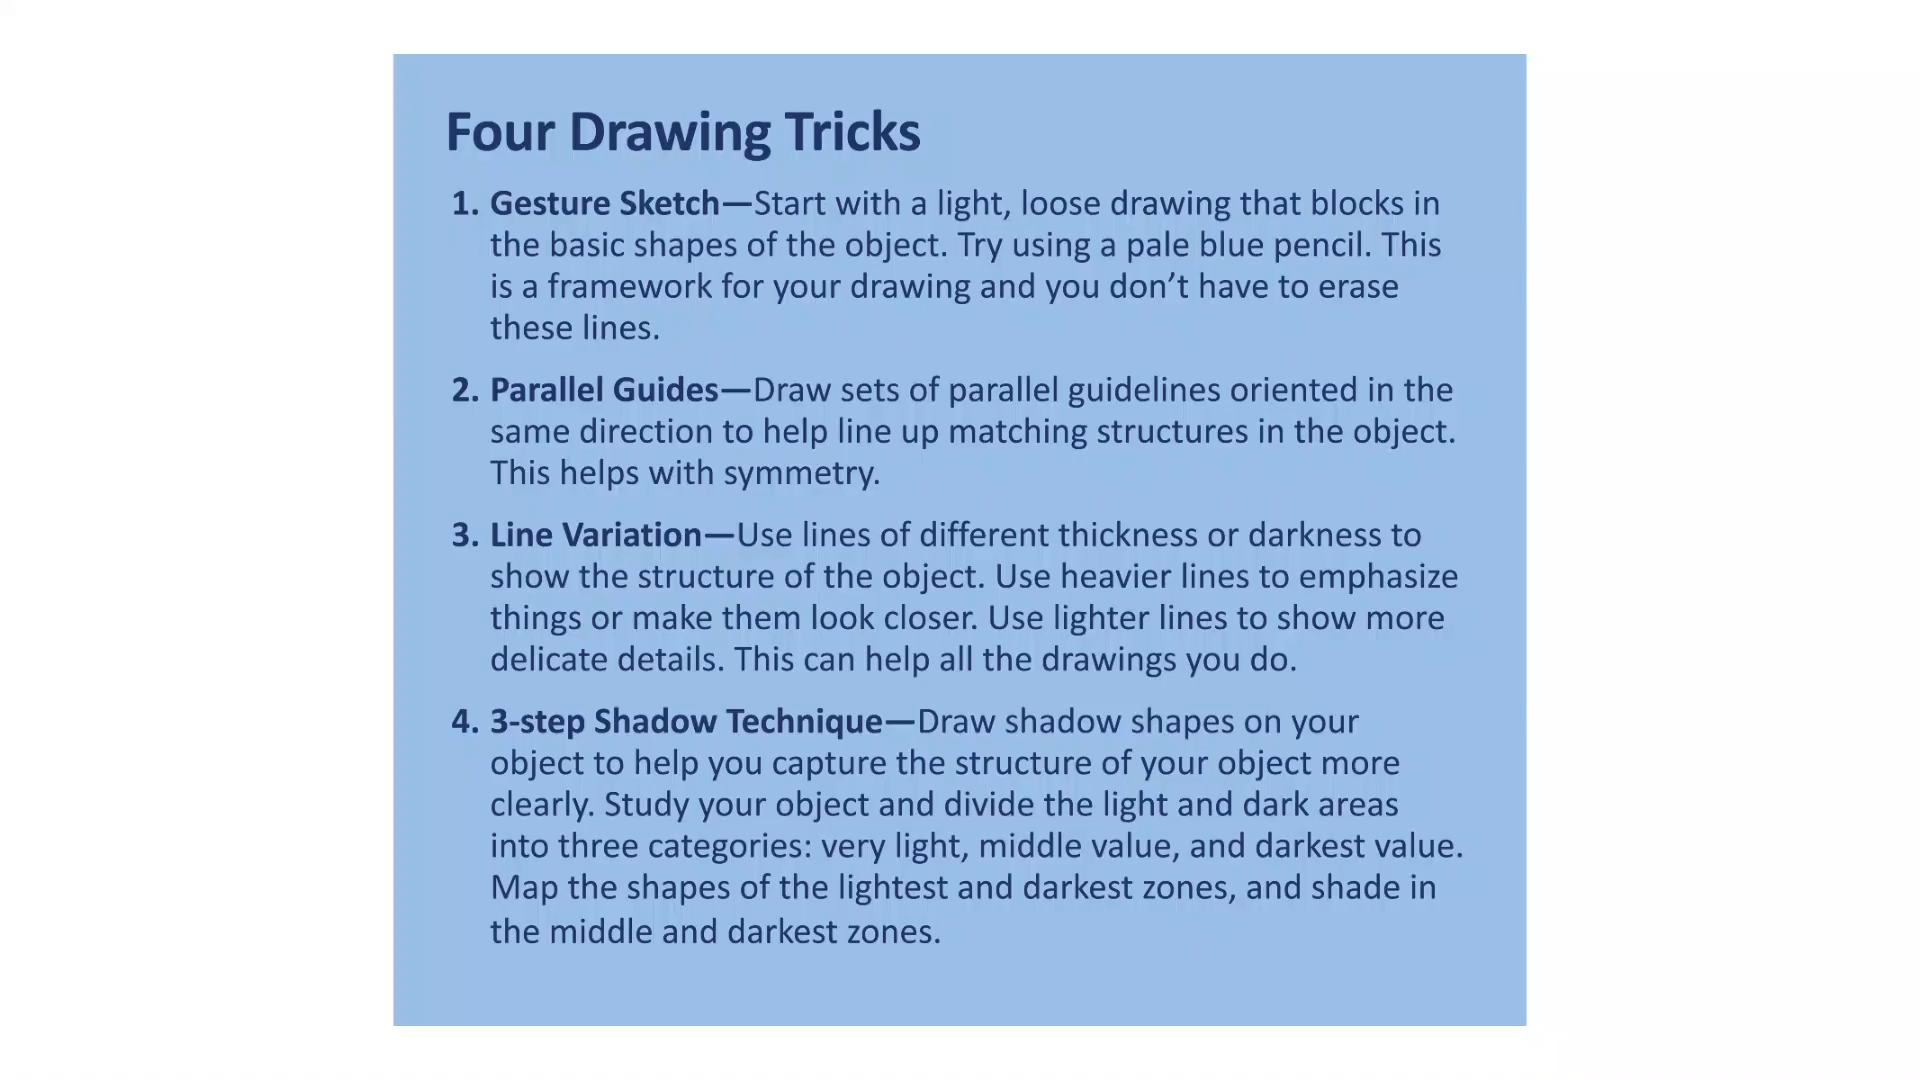 Four Drawing Tricks
1. Gesture Sketch—Start with a light, loose drawing that blocks in
the basic shapes of the object. Try using a pale blue pencil. This
is a framework for your drawing and you don’t have to erase
these lines.
2. Parallel Guides—Draw sets of parallel guidelines oriented in the
same direction to help line up matching structures in the object.
This helps with symmetry.
3. Line Variation—Use lines of different thickness or darkness to
show the structure of the object. Use heavier lines to emphasize
things or make them look closer. Use lighter lines to show more
delicate details. This can help all the drawings you do.
4. 3-step Shadow Technique—Draw shadow shapes on your
object to help you capture the structure of your object more
clearly. Study your object and divide the light and dark areas
into three categories: very light, middle value, and darkest value.
Map the shapes of the lightest and darkest zones, and shade in
the middle and darkest zones.